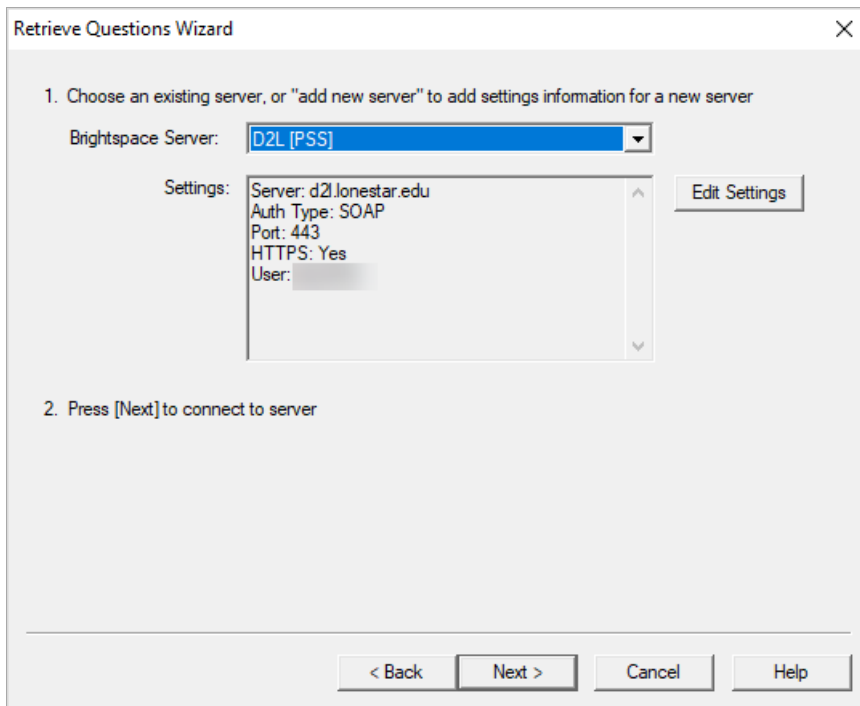 Retrieve Questions Wizard
1. Choose an existing server, or "add new server" to add settings information for a new server
Brightspace Server: D2L [PSS]
Settings: Server: d2l.lonestar.edu Edit Settings
Auth Type: SOAP
Port: 443
HTTPS: Yes
User:
2. Press [Next] to connect to server
< Back Next > Cancel Help